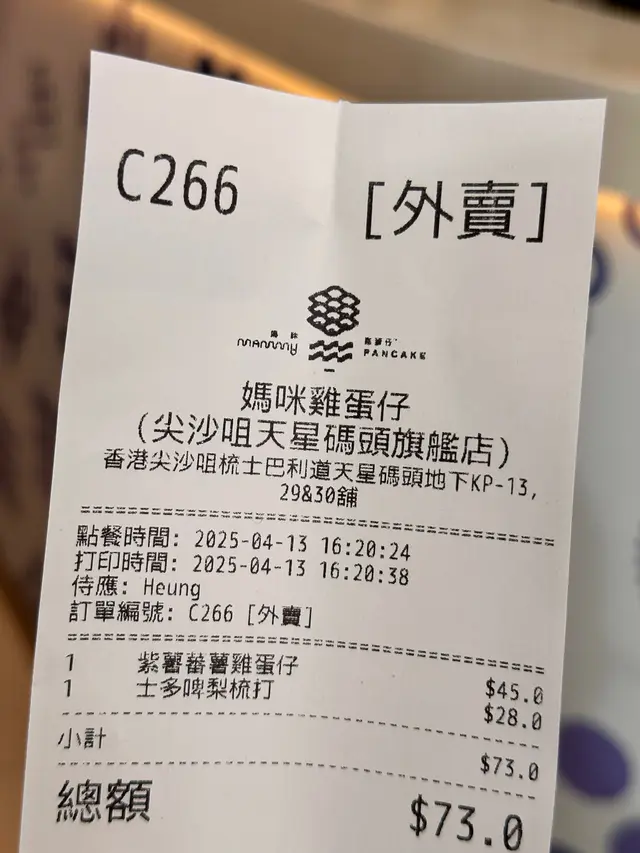 C266 [外賣]
媽咪 雞蛋仔
mammy PANCAKE
媽咪雞蛋仔
(尖沙咀天星碼頭旗艦店)
香港尖沙咀梳士巴利道天星碼頭地下KP-13,
29&30舖
點餐時間: 2025-04-13 16:20:24
打印時間: 2025-04-13 16:20:38
侍應: Heung
訂單編號: C266 [外賣]
1 紫薯蕃薯雞蛋仔 $45.0
1 士多啤梨梳打 $28.0
小計 $73.0
總額 $73.0